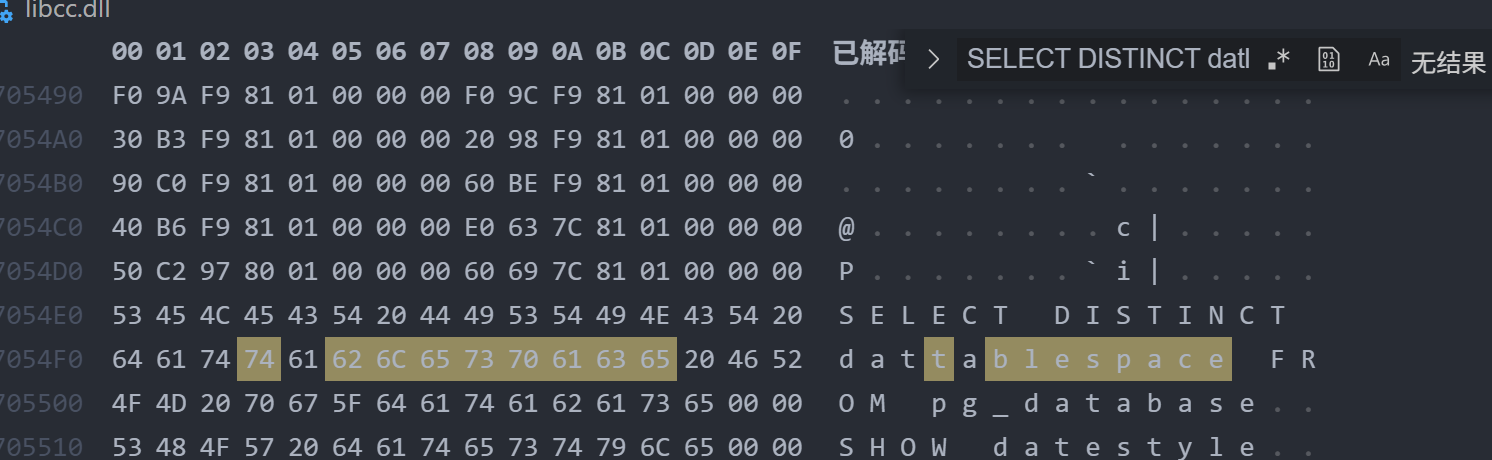 libcc.dll
00 01 02 03 04 05 06 07 08 09 0A 0B 0C 0D 0E 0F 已解码
SELECT DISTINCT datl .* Aa 无结果
705490 F0 9A F9 81 01 00 00 00 F0 9C F9 81 01 00 00 00 . . . . . . . . . . . . . . . .
7054A0 30 B3 F9 81 01 00 00 00 20 98 F9 81 01 00 00 00 0 . . . . . . . . . . . . . .
7054B0 90 C0 F9 81 01 00 00 00 60 BE F9 81 01 00 00 00 . . . . . . . . ` . . . . . . .
7054C0 40 B6 F9 81 01 00 00 00 E0 63 7C 81 01 00 00 00 @ . . . . . . . . c | . . . . .
7054D0 50 C2 97 80 01 00 00 00 60 69 7C 81 01 00 00 00 P . . . . . . . ` i | . . . . .
7054E0 53 45 4C 45 43 54 20 44 49 53 54 49 4E 43 54 20 S E L E C T D I S T I N C T
7054F0 64 61 74 74 61 62 6C 65 73 70 61 63 65 20 46 52 d a t t a b l e s p a c e F R
705500 4F 4D 20 70 67 5F 64 61 74 61 62 61 73 65 00 00 O M p g _ d a t a b a s e . .
705510 53 48 4F 57 20 64 61 74 65 73 74 79 6C 65 00 00 S H O W d a t e s t y l e . .